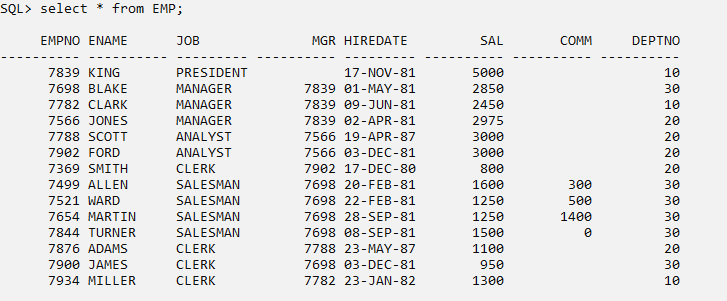 SQL> select * from EMP;
EMPNO ENAME JOB MGR HIREDATE SAL COMM DEPTNO
---------- ---------- --------- ---------- --------- ---------- ---------- ----------
7839 KING PRESIDENT 17-NOV-81 5000 10
7698 BLAKE MANAGER 7839 01-MAY-81 2850 30
7782 CLARK MANAGER 7839 09-JUN-81 2450 10
7566 JONES MANAGER 7839 02-APR-81 2975 20
7788 SCOTT ANALYST 7566 19-APR-87 3000 20
7902 FORD ANALYST 7566 03-DEC-81 3000 20
7369 SMITH CLERK 7902 17-DEC-80 800 20
7499 ALLEN SALESMAN 7698 20-FEB-81 1600 300 30
7521 WARD SALESMAN 7698 22-FEB-81 1250 500 30
7654 MARTIN SALESMAN 7698 28-SEP-81 1250 1400 30
7844 TURNER SALESMAN 7698 08-SEP-81 1500 0 30
7876 ADAMS CLERK 7788 23-MAY-87 1100 20
7900 JAMES CLERK 7698 03-DEC-81 950 30
7934 MILLER CLERK 7782 23-JAN-82 1300 10